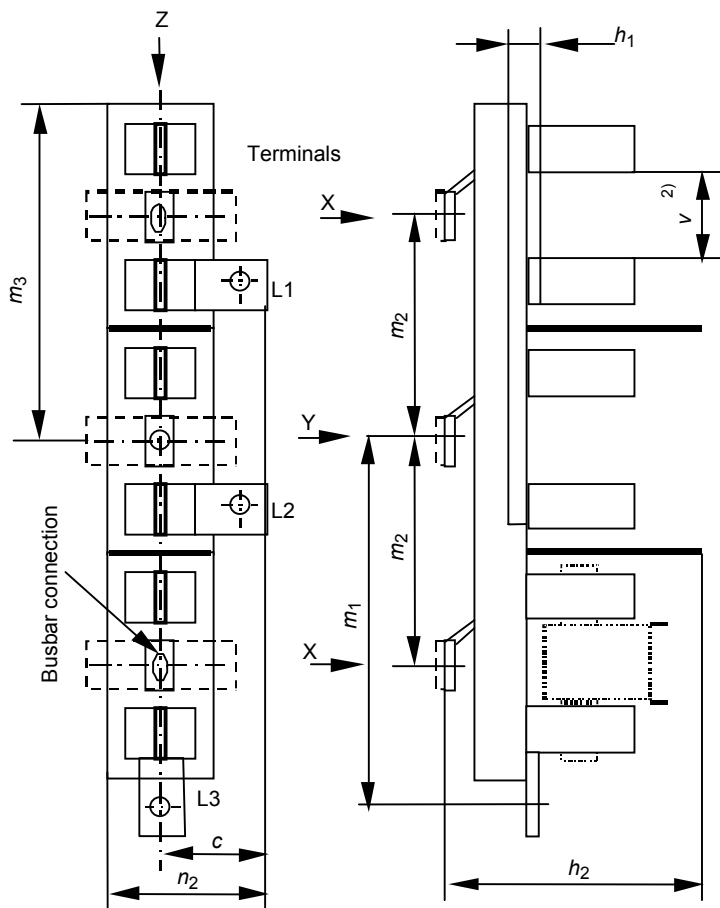 Z
h1
Terminals
X
2)
v
m3
m2
L1
Y
L2
m2
m1
Busbar connection
X
L3
c
n2
h2